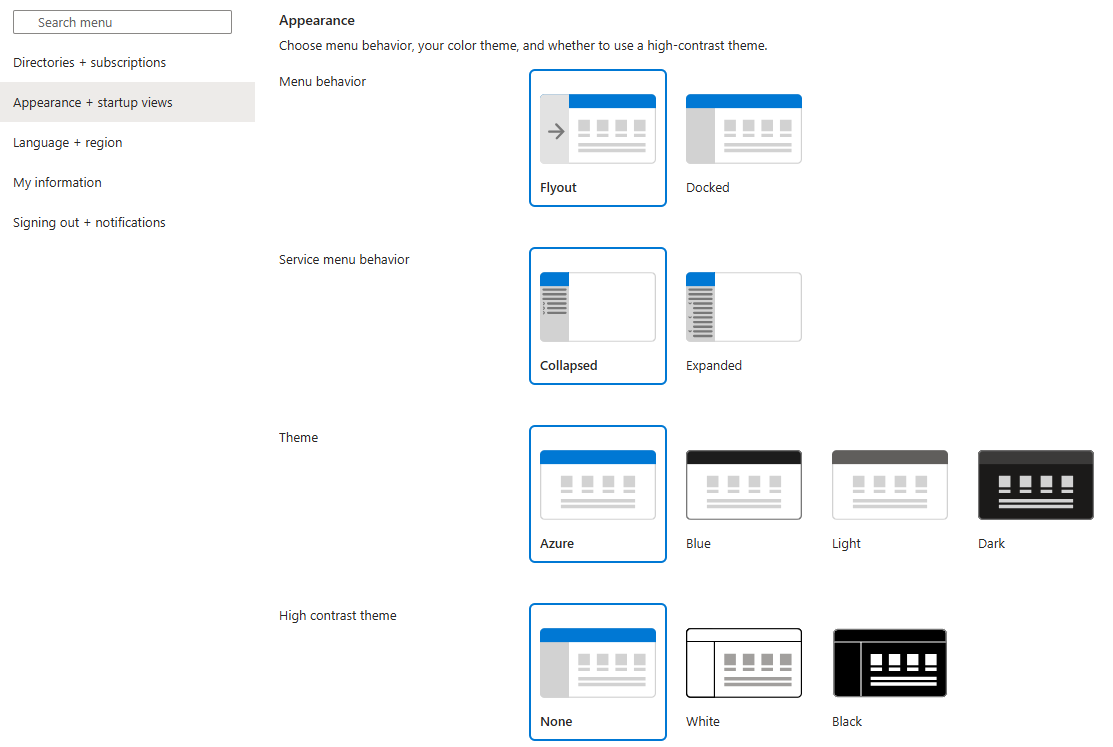 Search menu
Directories + subscriptions
Appearance + startup views
Language + region
My information
Signing out + notifications
Appearance
Choose menu behavior, your color theme, and whether to use a high-contrast theme.
Menu behavior
Flyout
Docked
Service menu behavior
Collapsed
Expanded
Theme
Azure
Blue
Light
Dark
High contrast theme
None
White
Black